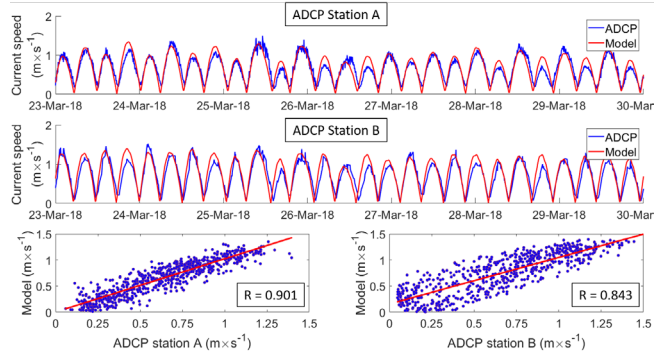 ADCP Station A
2
1
0
Current speed
(m×s⁻¹)
ADCP
Model
23-Mar-18 24-Mar-18 25-Mar-18 26-Mar-18 27-Mar-18 28-Mar-18 29-Mar-18 30-Mar
ADCP Station B
2
1
0
Current speed
(m×s⁻¹)
ADCP
Model
23-Mar-18 24-Mar-18 25-Mar-18 26-Mar-18 27-Mar-18 28-Mar-18 29-Mar-18 30-Mar
1.5
1
0.5
0
Model (m×s⁻¹)
R = 0.901
0 0.25 0.5 0.75 1 1.25 1.5
ADCP station A (m×s⁻¹)
1.5
1
0.5
0
Model (m×s⁻¹)
R = 0.843
0 0.25 0.5 0.75 1 1.25 1.5
ADCP station B (m×s⁻¹)